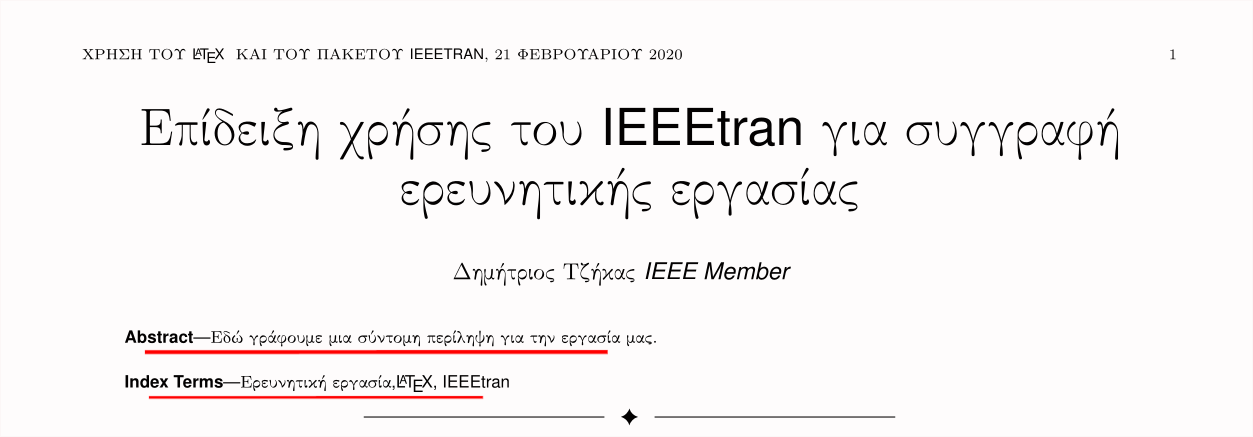 ΧΡΗΣΗ ΤΟΥ LATEX ΚΑΙ ΤΟΥ ΠΑΚΕΤΟΥ IEEETRAN, 21 ΦΕΒΡΟΥΑΡΙΟΥ 2020 1
Επίδειξη χρήσης του IEEEtran για συγγραφή
ερευνητικής εργασίας
Δημήτριος Τζήκας IEEE Member
Abstract—Εδώ γράφουμε μια σύντομη περίληψη για την εργασία μας.
Index Terms—Ερευνητική εργασία,LATEX, IEEEtran